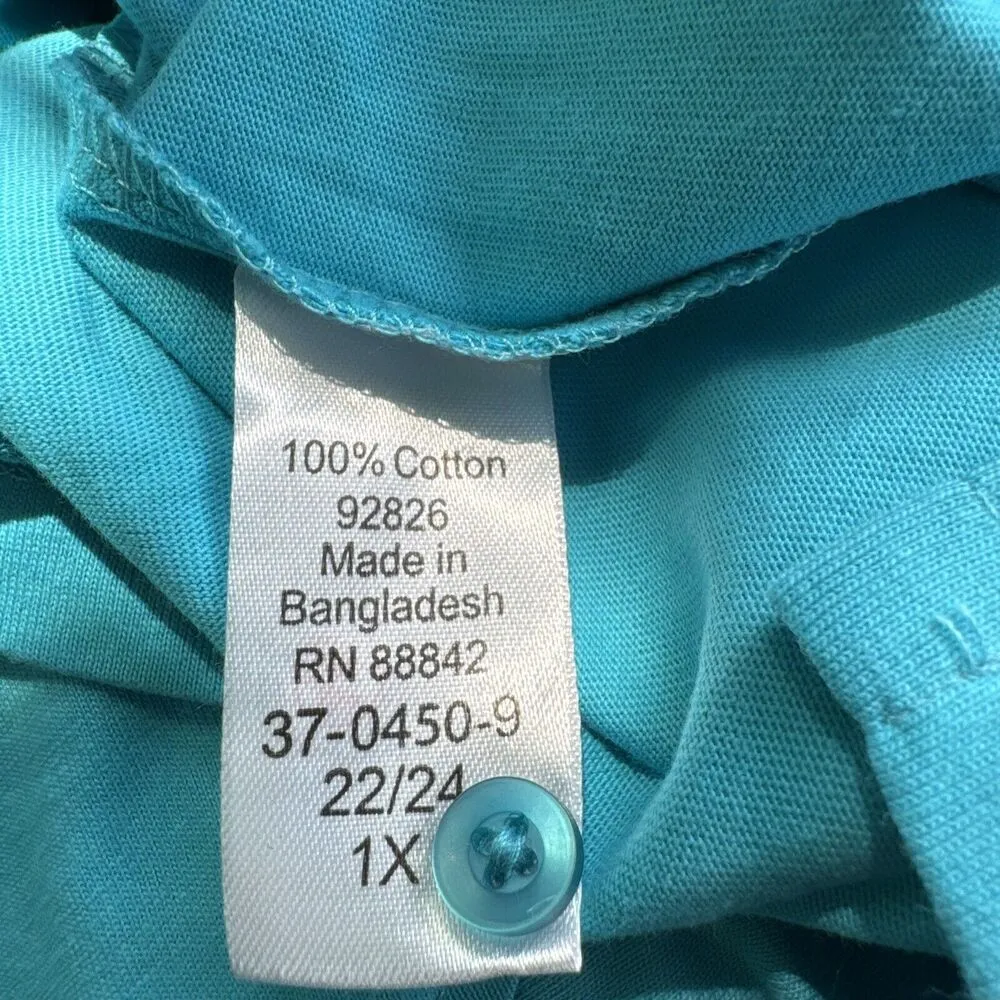 100% Cotton
92826
Made in
Bangladesh
RN 88842
37-0450-9
22/24
1X